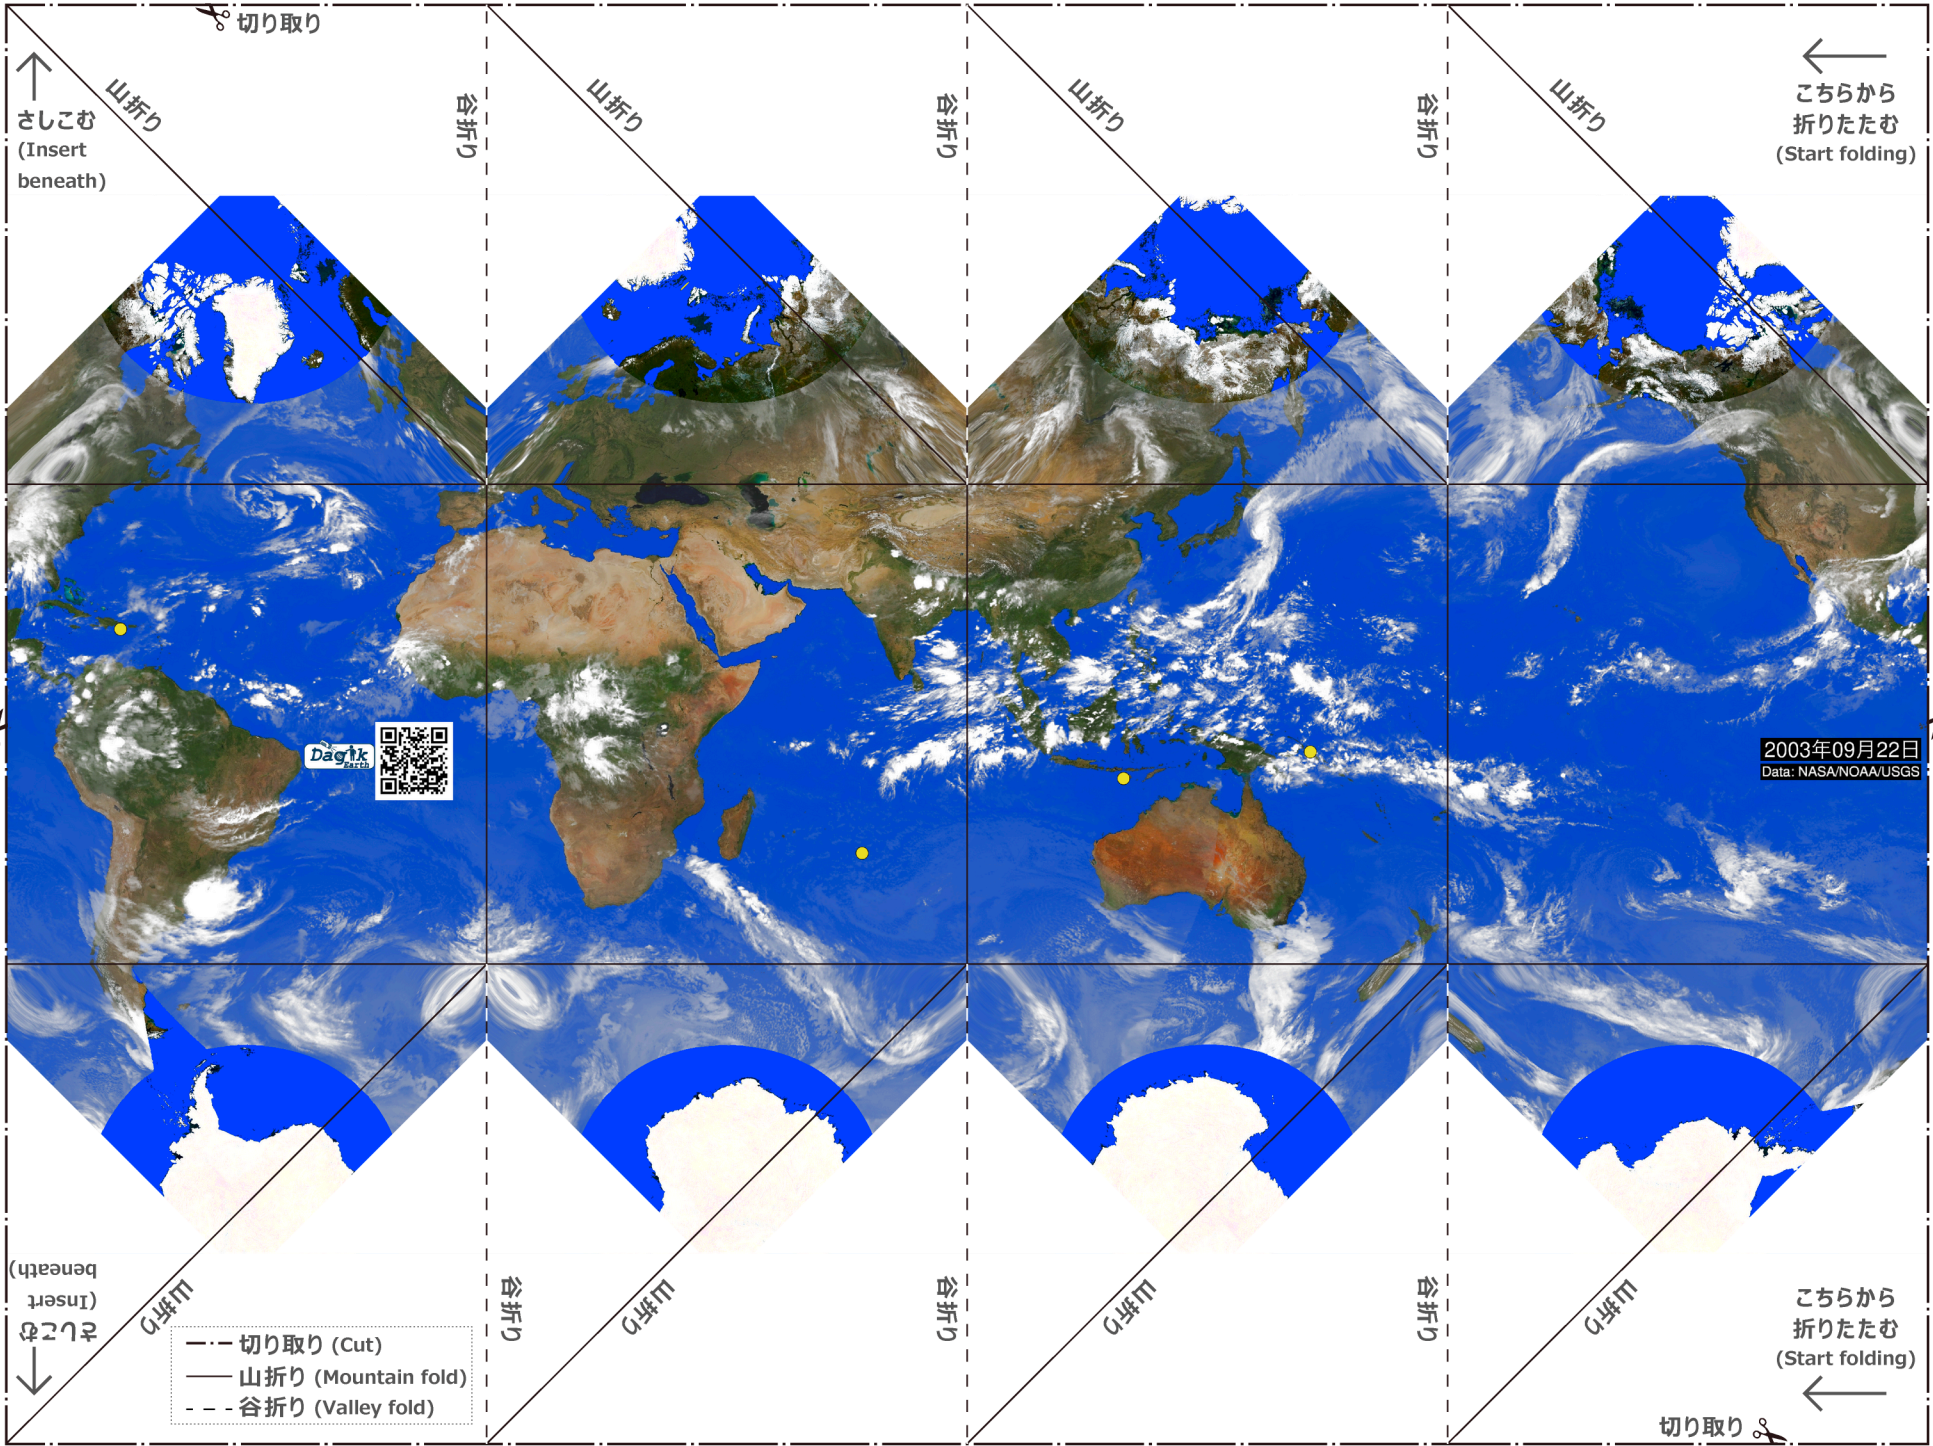 切り取り
さしこむ
(Insert
beneath)
山折り
谷折り
山折り
谷折り
山折り
谷折り
山折り
こちらから
折りたたむ
(Start folding)
Dagik
Earth
2003年09月22日
Data: NASA/NOAA/USGS
さしこむ
(Insert
beneath)
山折り
谷折り
山折り
谷折り
山折り
谷折り
山折り
こちらから
折りたたむ
(Start folding)
切り取り (Cut)
山折り (Mountain fold)
谷折り (Valley fold)
切り取り